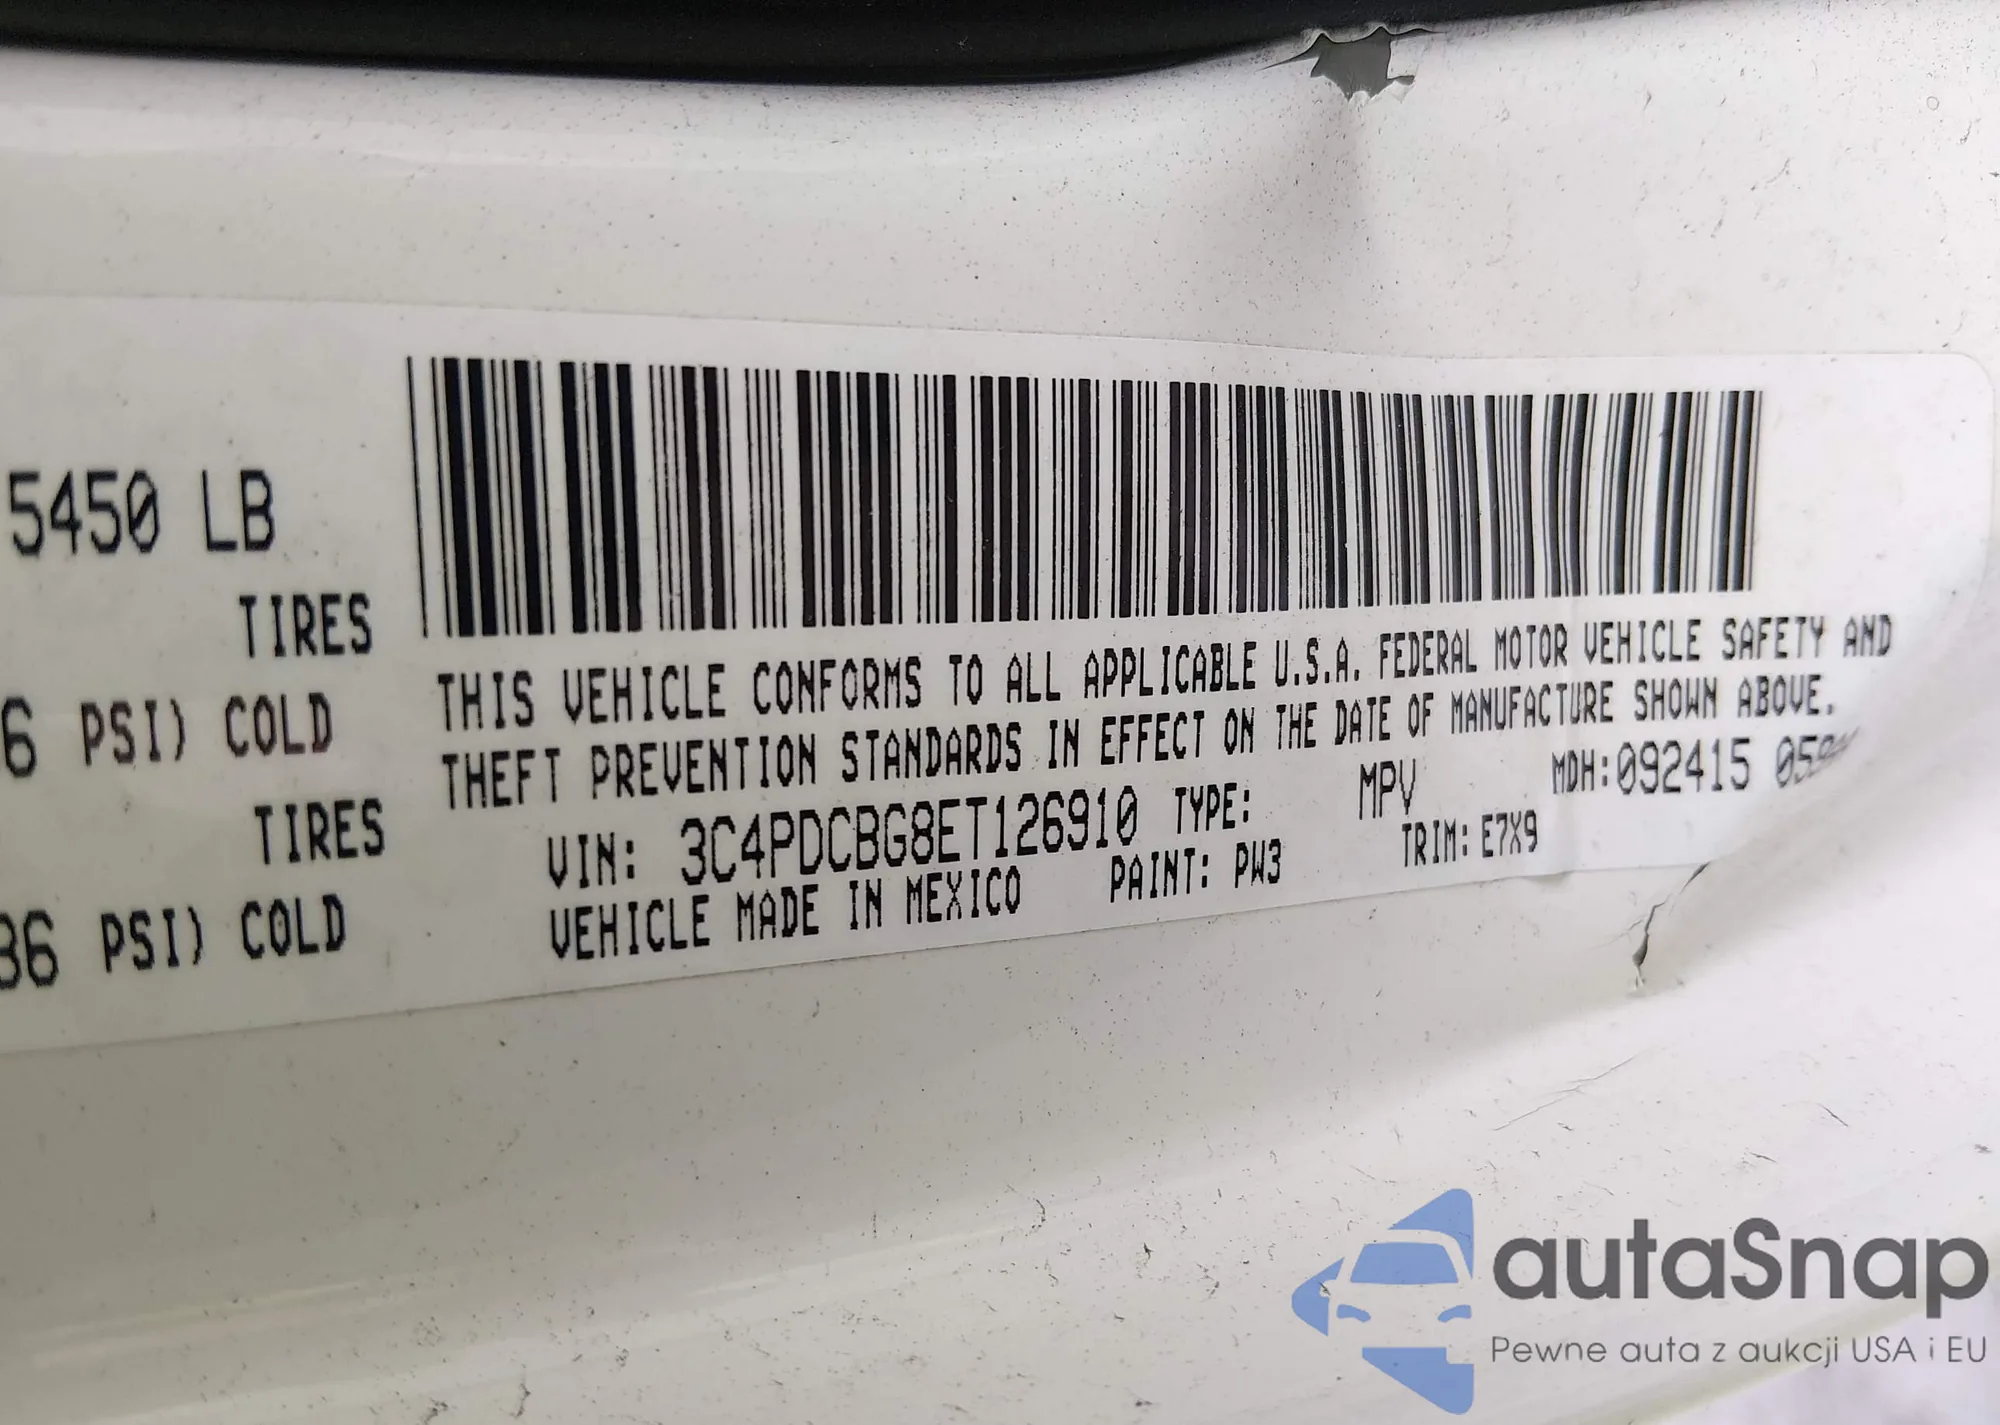 5450 LB
TIRES
6 PSI) COLD
TIRES
36 PSI) COLD
THIS VEHICLE CONFORMS TO ALL APPLICABLE U.S.A. FEDERAL MOTOR VEHICLE SAFETY AND
THEFT PREVENTION STANDARDS IN EFFECT ON THE DATE OF MANUFACTURE SHOWN ABOVE.
VIN: 3C4PDCBG8ET126910 TYPE: MPV MDH:092415
VEHICLE MADE IN MEXICO PAINT: PW3 TRIM: E7X9
autaSnap
Pewne auta z aukcji USA i EU